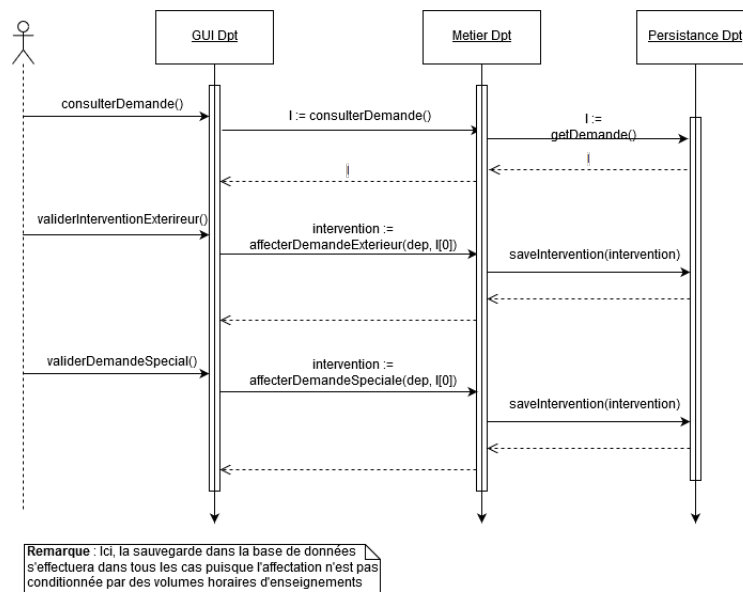 GUI Dpt
Metier Dpt
Persistance Dpt
consulterDemande()
l := consulterDemande()
l :=
getDemande()
l
l
validerInterventionExterireur()
intervention :=
affecterDemandeExterieur(dep, l[0])
saveIntervention(intervention)
validerDemandeSpecial()
intervention :=
affecterDemandeSpeciale(dep, l[0])
saveIntervention(intervention)
Remarque : Ici, la sauvegarde dans la base de données
s'effectuera dans tous les cas puisque l'affectation n'est pas
conditionnée par des volumes horaires d'enseignements